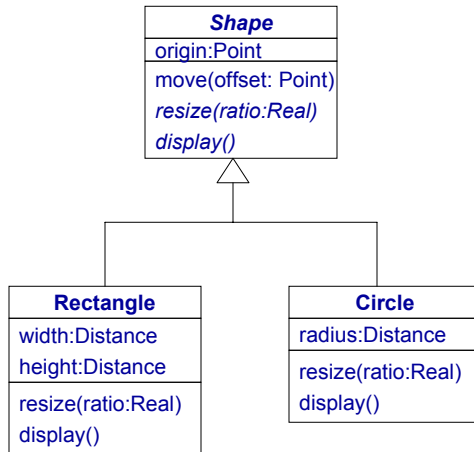 Shape
origin:Point
move(offset: Point)
resize(ratio:Real)
display()
Rectangle
width:Distance
height:Distance
resize(ratio:Real)
display()
Circle
radius:Distance
resize(ratio:Real)
display()